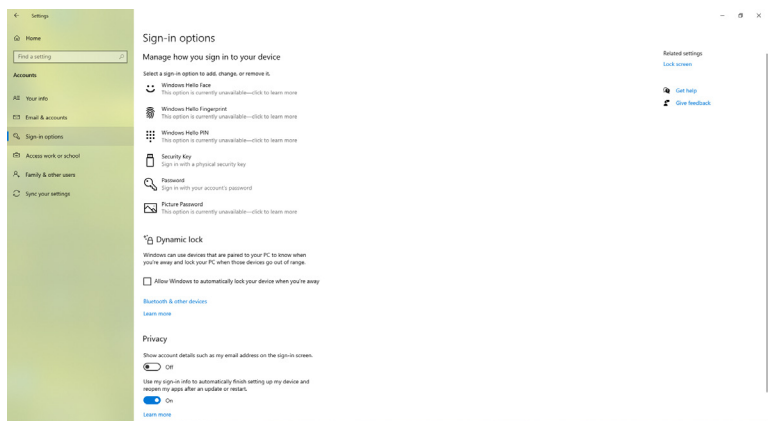 Settings
Home
Find a setting
Accounts
Your info
Email & accounts
Sign-in options
Access work or school
Family & other users
Sync your settings
Sign-in options
Manage how you sign in to your device
Select a sign-in option to add, change, or remove it.
Windows Hello Face
This option is currently unavailable—click to learn more
Windows Hello Fingerprint
This option is currently unavailable—click to learn more
Windows Hello PIN
This option is currently unavailable—click to learn more
Security Key
Sign in with a physical security key
Password
Sign in with your account's password
Picture Password
This option is currently unavailable—click to learn more
Dynamic lock
Windows can use devices that are paired to your PC to know when
you're away and lock your PC when those devices go out of range.
Allow Windows to automatically lock your device when you're away
Bluetooth & other devices
Learn more
Privacy
Show account details such as my email address on the sign-in screen.
Off
Use my sign-in info to automatically finish setting up my device and
reopen my apps after an update or restart.
On
Learn more
Related settings
Lock screen
Get help
Give feedback